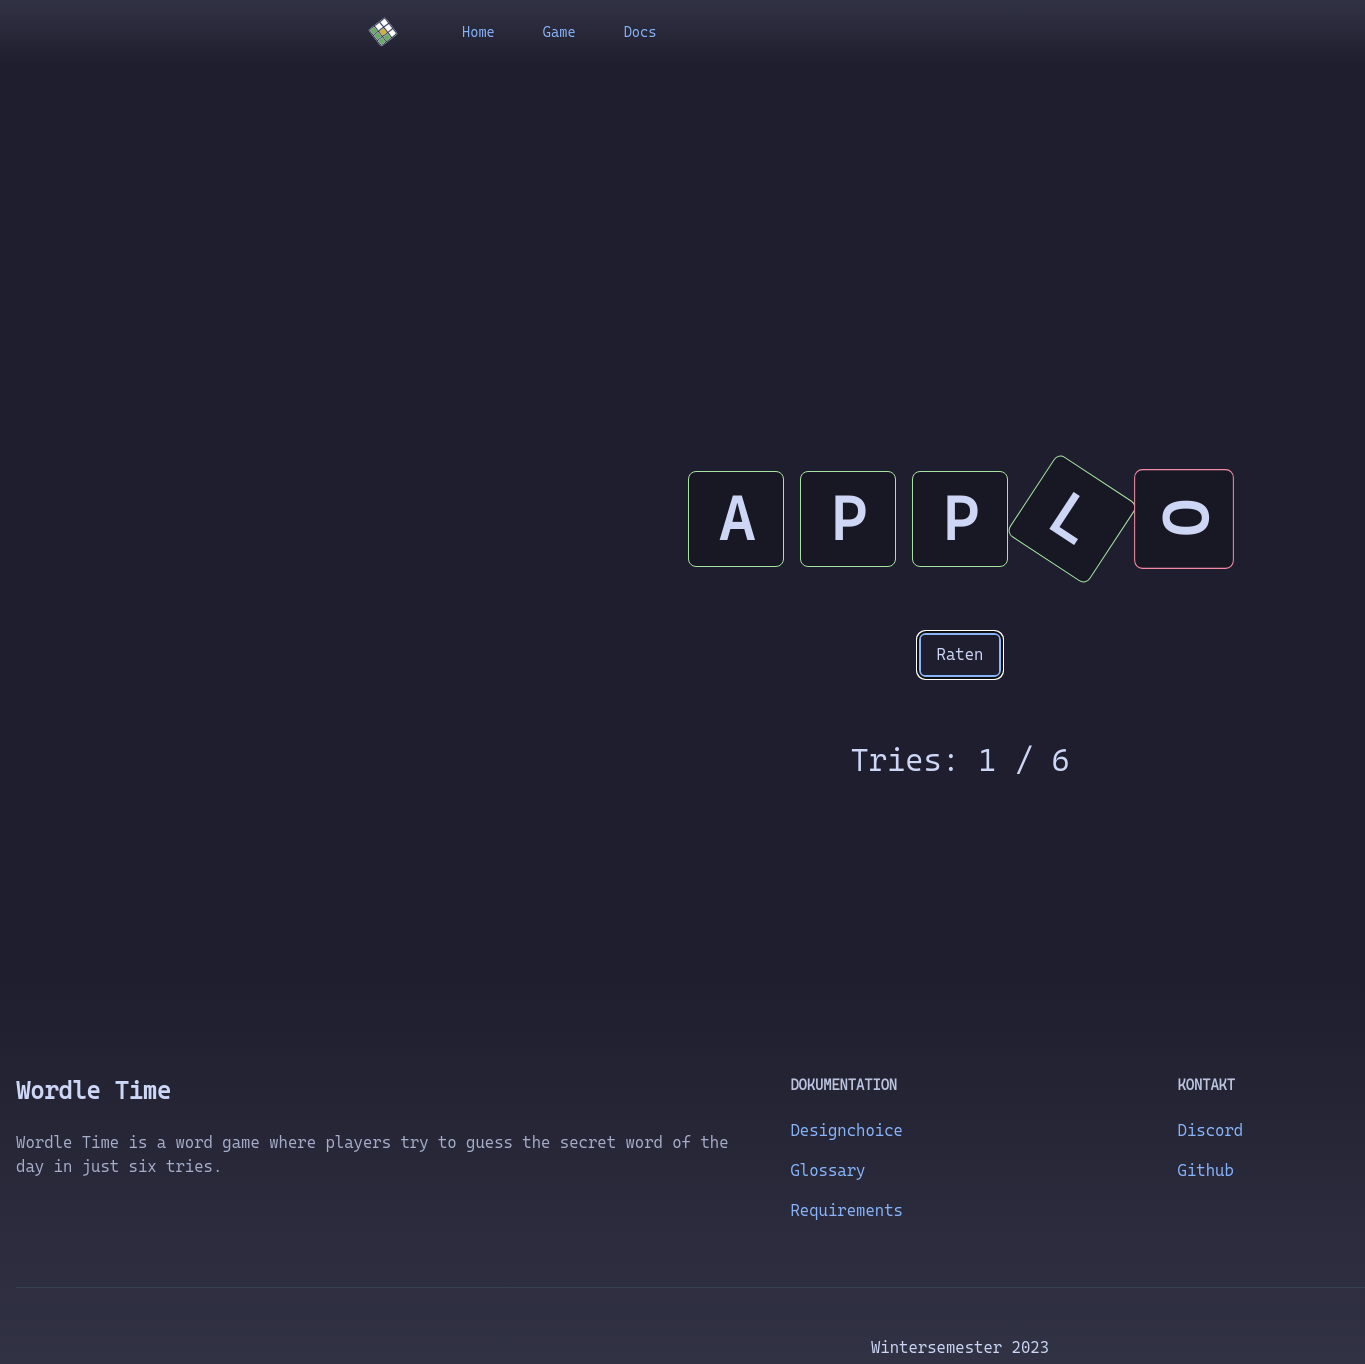 Home Game Docs
A P P L O
Raten
Tries: 1 / 6
Wordle Time
Wordle Time is a word game where players try to guess the secret word of the
day in just six tries.
DOKUMENTATION
Designchoice
Glossary
Requirements
KONTAKT
Discord
Github
Wintersemester 2023